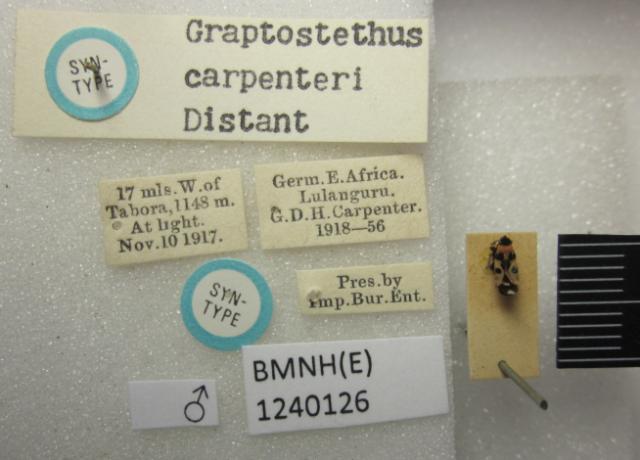 SYN-
TYPE
Graptostethus
carpenteri
Distant
17 mls.W.of
Tabora,1148 m.
At light.
Nov.10 1917.
Germ.E.Africa.
Lulanguru.
G.D.H.Carpenter.
1918—56
SYN-
TYPE
Pres.by
Imp.Bur.Ent.
♂
BMNH(E)
1240126